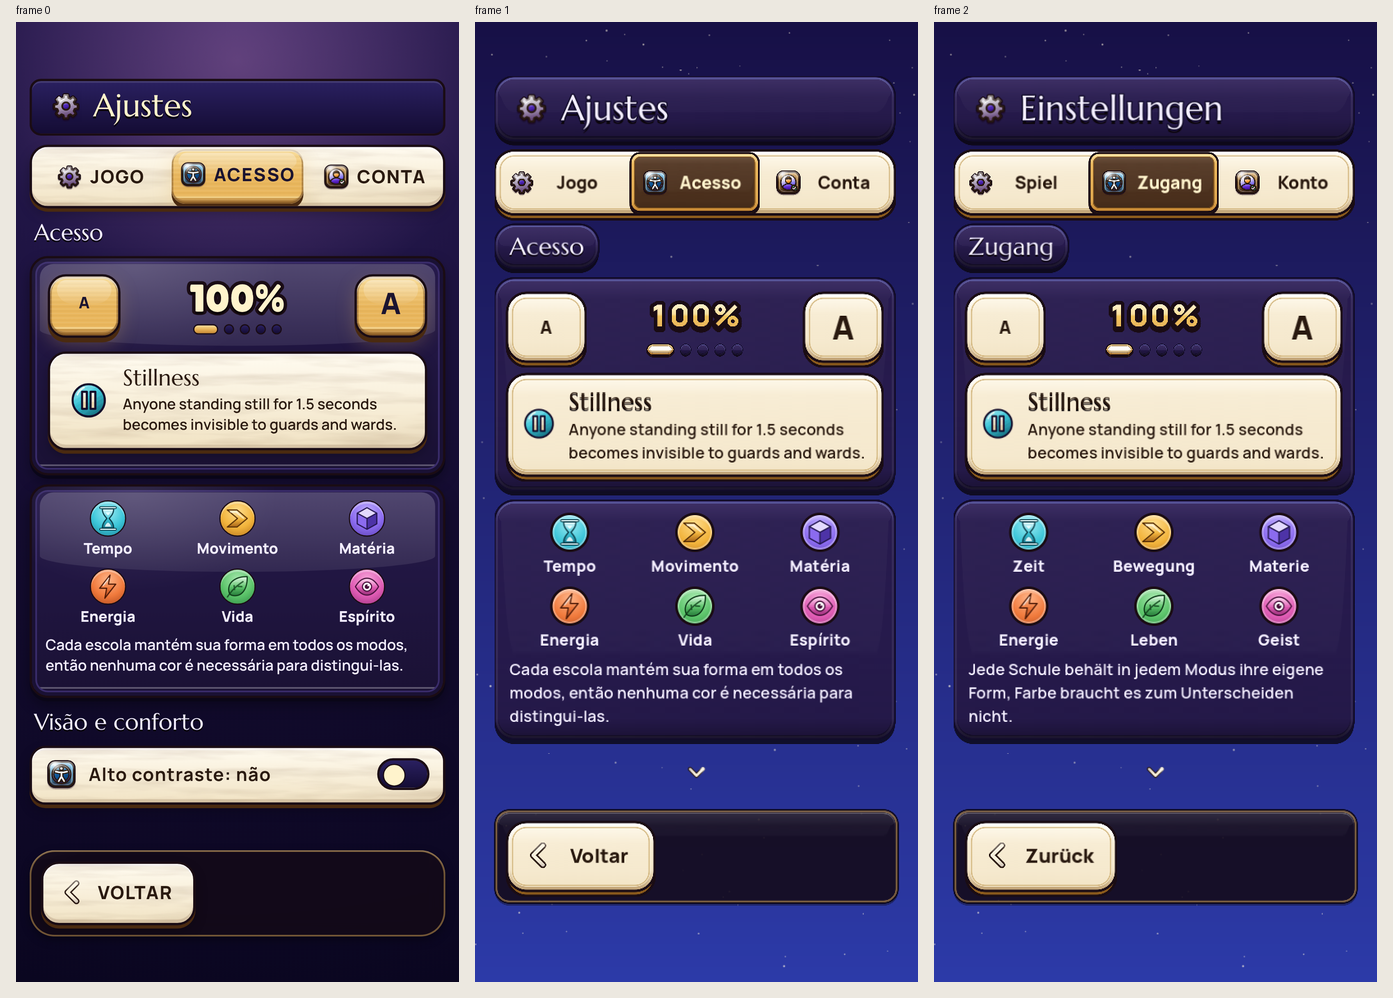 frame 0
Ajustes
JOGO
ACESSO
CONTA
Acesso
A
100%
A
Stillness
Anyone standing still for 1.5 seconds
becomes invisible to guards and wards.
Tempo
Movimento
Matéria
Energia
Vida
Espírito
Cada escola mantém sua forma em todos os modos,
então nenhuma cor é necessária para distingui-las.
Visão e conforto
Alto contraste: não
VOLTAR
frame 1
Ajustes
Jogo
Acesso
Conta
Acesso
A
100%
A
Stillness
Anyone standing still for 1.5 seconds
becomes invisible to guards and wards.
Tempo
Movimento
Matéria
Energia
Vida
Espírito
Cada escola mantém sua forma em todos os
modos, então nenhuma cor é necessária para
distingui-las.
Voltar
frame 2
Einstellungen
Spiel
Zugang
Konto
Zugang
A
100%
A
Stillness
Anyone standing still for 1.5 seconds
becomes invisible to guards and wards.
Zeit
Bewegung
Materie
Energie
Leben
Geist
Jede Schule behält in jedem Modus ihre eigene
Form, Farbe braucht es zum Unterscheiden
nicht.
Zurück